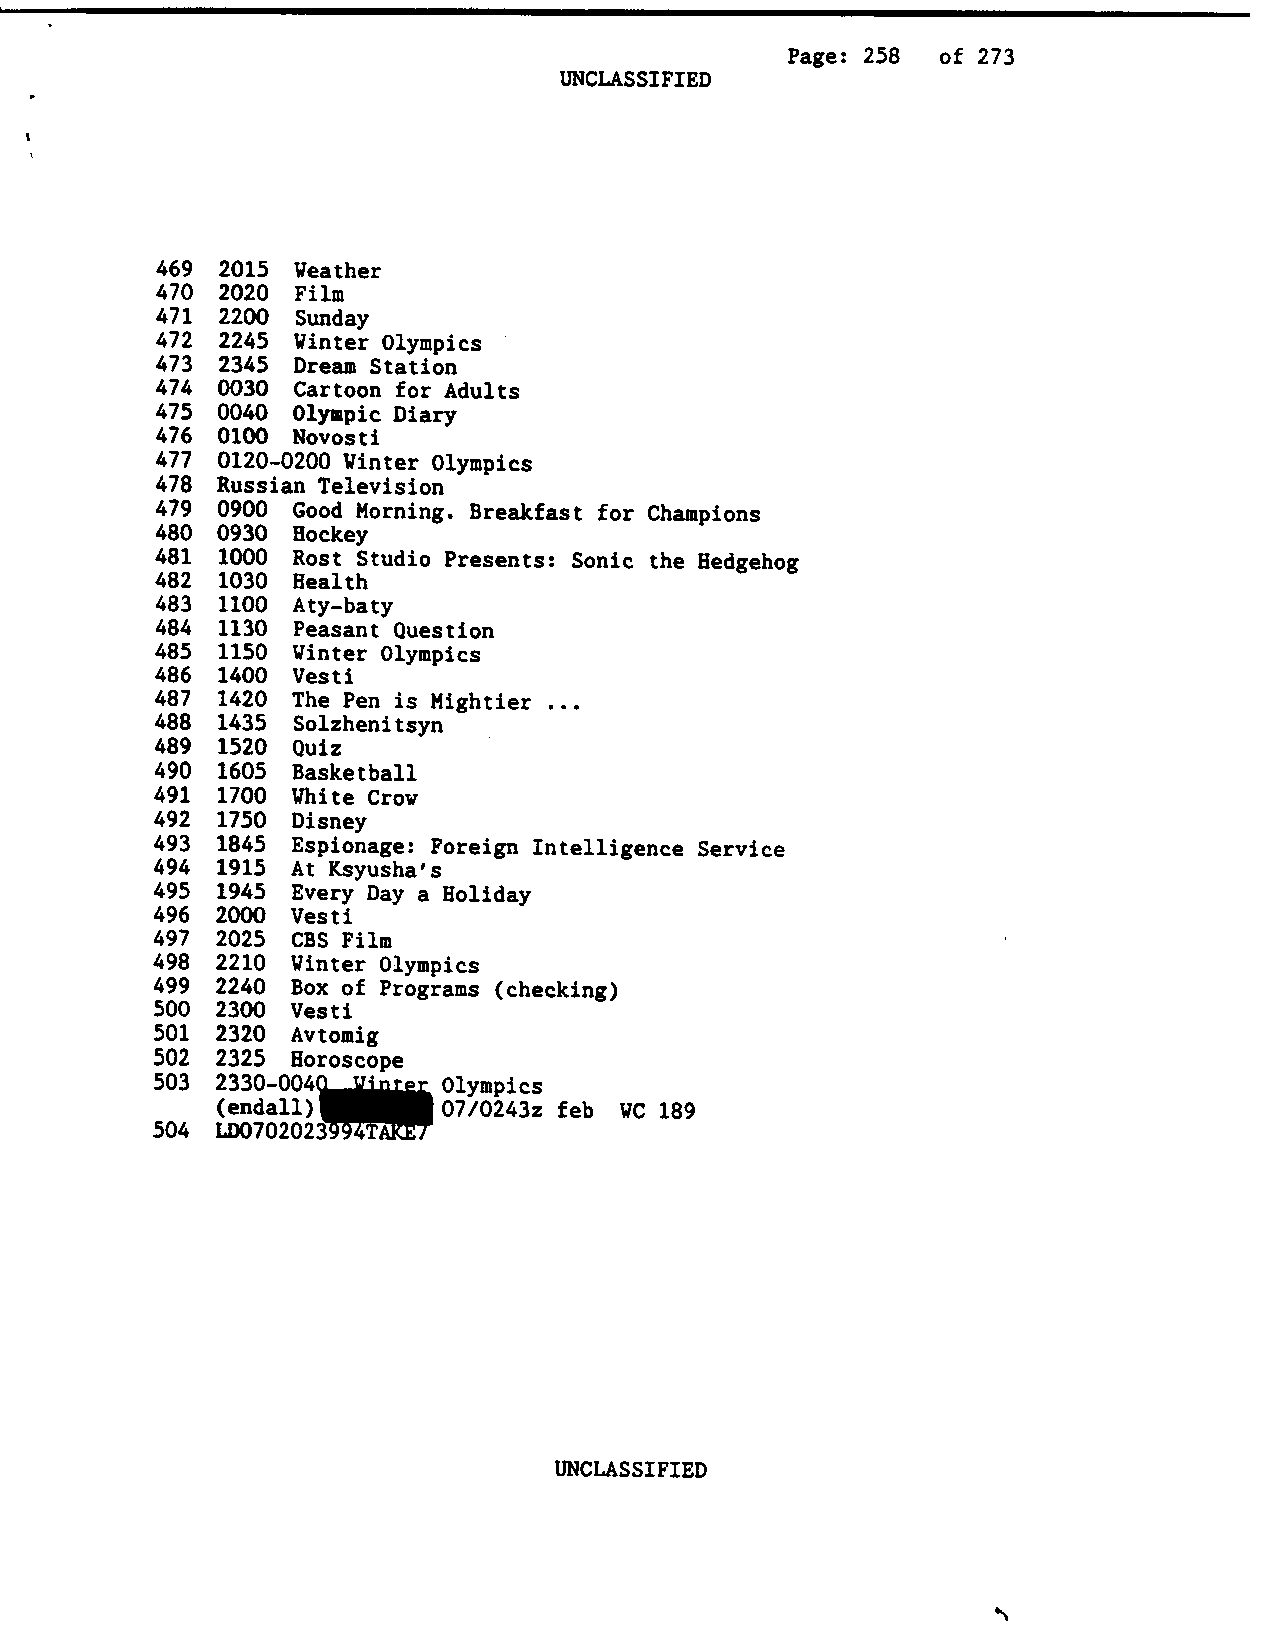 Page: 258 of 273
UNCLASSIFIED
469 2015 Weather
470 2020 Film
471 2200 Sunday
472 2245 Winter Olympics
473 2345 Dream Station
474 0030 Cartoon for Adults
475 0040 Olympic Diary
476 0100 Novosti
477 0120-0200 Winter Olympics
478 Russian Television
479 0900 Good Morning. Breakfast for Champions
480 0930 Hockey
481 1000 Rost Studio Presents: Sonic the Hedgehog
482 1030 Health
483 1100 Aty-baty
484 1130 Peasant Question
485 1150 Winter Olympics
486 1400 Vesti
487 1420 The Pen is Mightier ...
488 1435 Solzhenitsyn
489 1520 Quiz
490 1605 Basketball
491 1700 White Crow
492 1750 Disney
493 1845 Espionage: Foreign Intelligence Service
494 1915 At Ksyusha's
495 1945 Every Day a Holiday
496 2000 Vesti
497 2025 CBS Film
498 2210 Winter Olympics
499 2240 Box of Programs (checking)
500 2300 Vesti
501 2320 Avtomig
502 2325 Horoscope
503 2330-0040 Winter Olympics
(endall) 07/0243z feb WC 189
504 LD0702023994TAKE7
UNCLASSIFIED